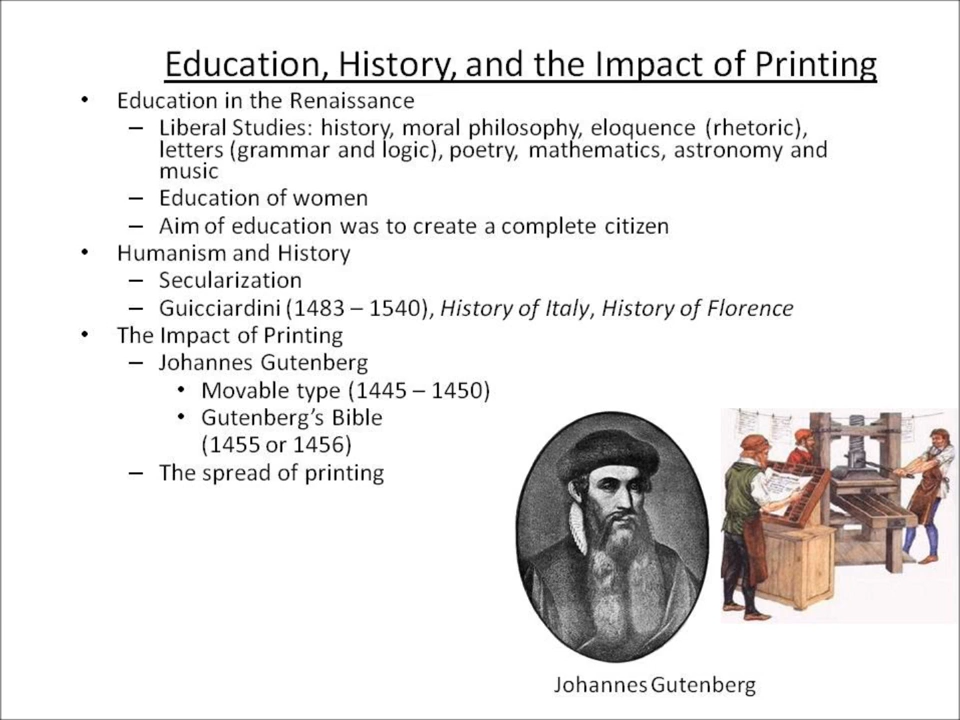 Education, History, and the Impact of Printing
• Education in the Renaissance
– Liberal Studies: history, moral philosophy, eloquence (rhetoric),
letters (grammar and logic), poetry, mathematics, astronomy and
music
– Education of women
– Aim of education was to create a complete citizen
• Humanism and History
– Secularization
– Guicciardini (1483 – 1540), History of Italy, History of Florence
• The Impact of Printing
– Johannes Gutenberg
• Movable type (1445 – 1450)
• Gutenberg’s Bible
(1455 or 1456)
– The spread of printing
Johannes Gutenberg